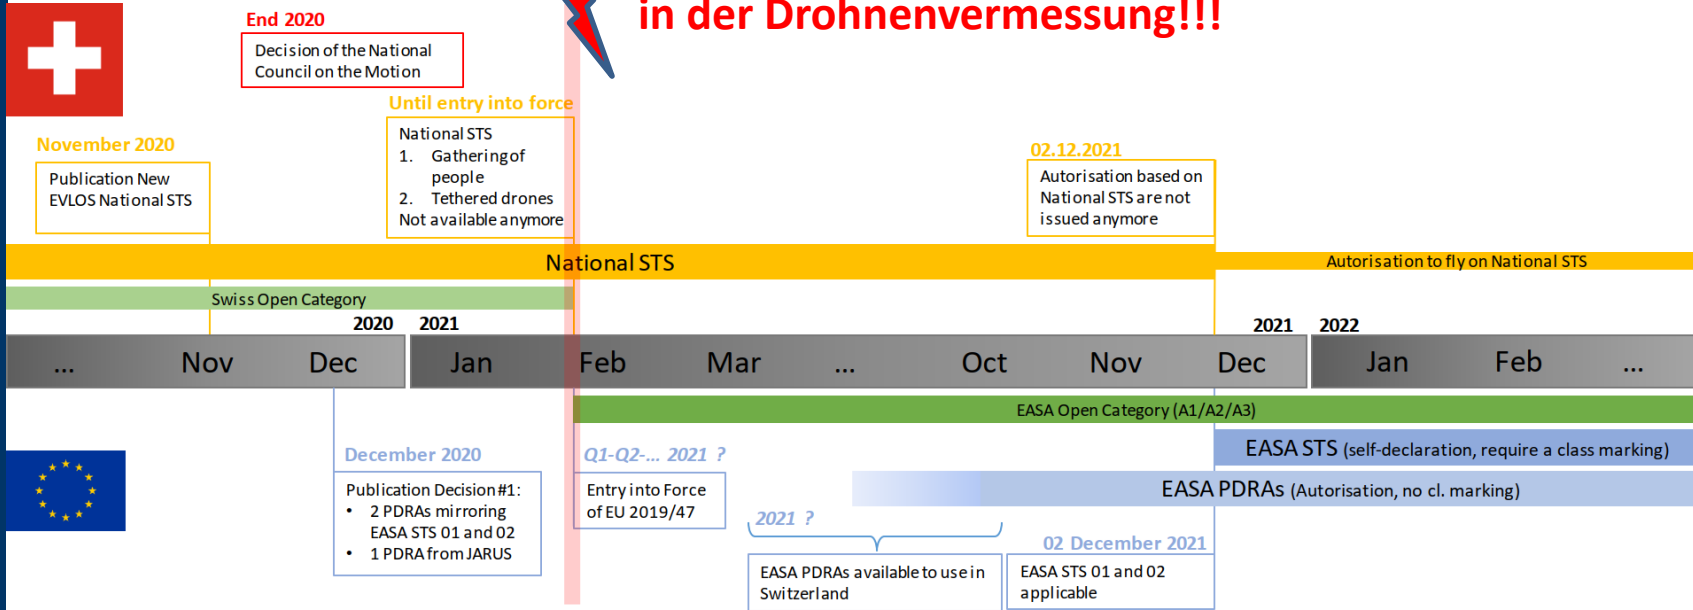 in der Drohnenvermessung!!!
End 2020
Decision of the National
Council on the Motion
Until entry into force
National STS
1. Gathering of
people
2. Tethered drones
Not available anymore
November 2020
Publication New
EVLOS National STS
02.12.2021
Autorisation based on
National STS are not
issued anymore
National STS
Autorisation to fly on National STS
Swiss Open Category
2020 2021
2021 2022
... Nov Dec Jan Feb Mar ... Oct Nov Dec Jan Feb ...
EASA Open Category (A1/A2/A3)
EASA STS (self-declaration, require a class marking)
EASA PDRAs (Autorisation, no cl. marking)
December 2020
Publication Decision #1:
• 2 PDRAs mirroring
EASA STS 01 and 02
• 1 PDRA from JARUS
Q1-Q2-... 2021 ?
Entry into Force
of EU 2019/47
2021 ?
EASA PDRAs available to use in
Switzerland
02 December 2021
EASA STS 01 and 02
applicable